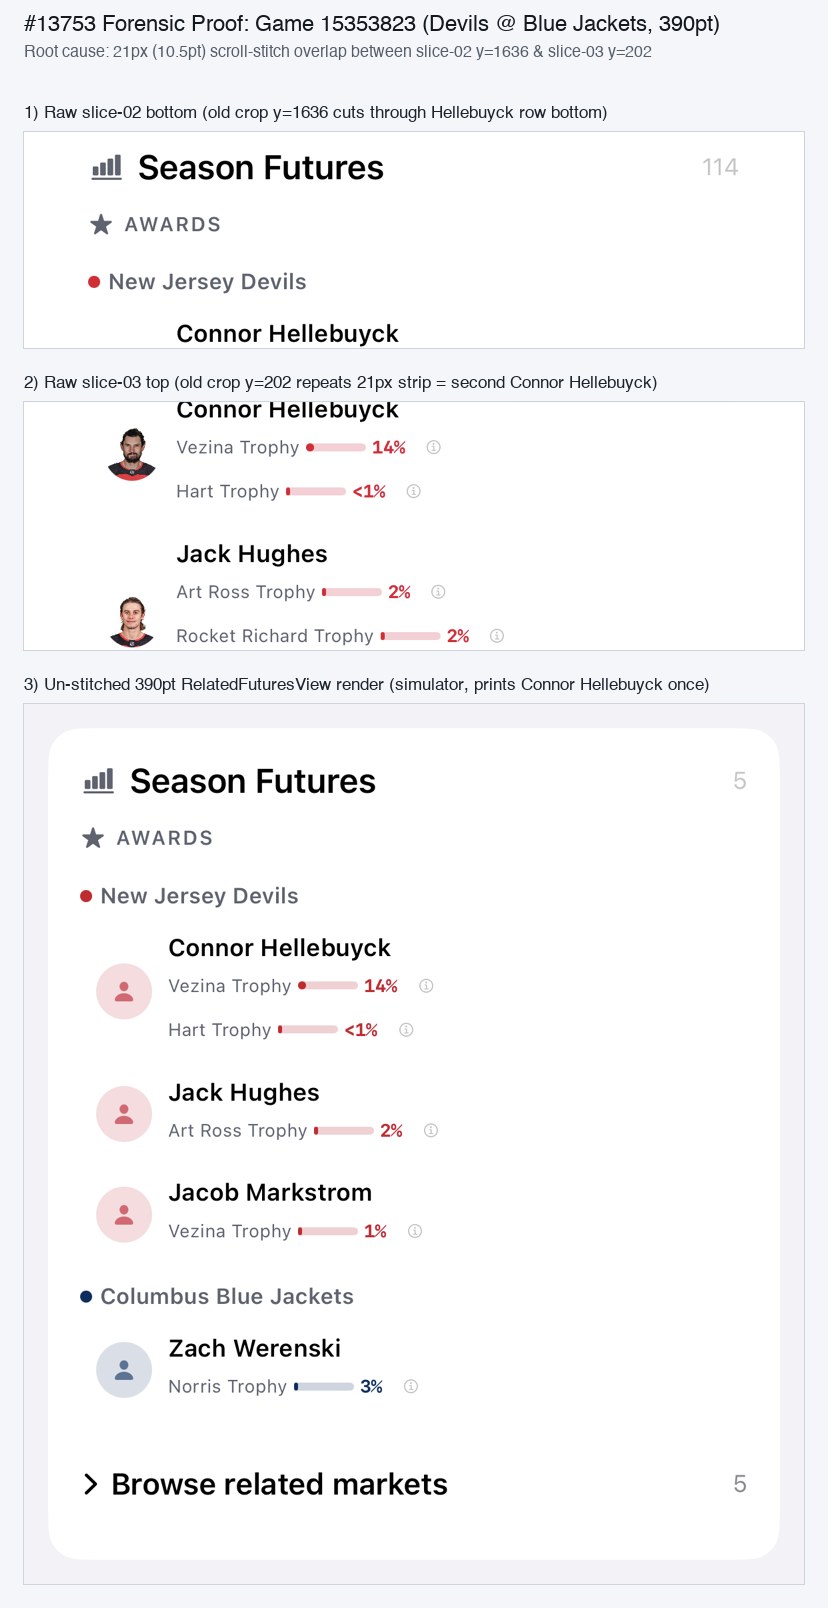 #13753 Forensic Proof: Game 15353823 (Devils @ Blue Jackets, 390pt)
Root cause: 21px (10.5pt) scroll-stitch overlap between slice-02 y=1636 & slice-03 y=202
1) Raw slice-02 bottom (old crop y=1636 cuts through Hellebuyck row bottom)
Season Futures 114
AWARDS
New Jersey Devils
Connor Hellebuyck
2) Raw slice-03 top (old crop y=202 repeats 21px strip = second Connor Hellebuyck)
Connor Hellebuyck
Vezina Trophy 14%
Hart Trophy <1%
Jack Hughes
Art Ross Trophy 2%
Rocket Richard Trophy 2%
3) Un-stitched 390pt RelatedFuturesView render (simulator, prints Connor Hellebuyck once)
Season Futures 5
AWARDS
New Jersey Devils
Connor Hellebuyck
Vezina Trophy 14%
Hart Trophy <1%
Jack Hughes
Art Ross Trophy 2%
Jacob Markstrom
Vezina Trophy 1%
Columbus Blue Jackets
Zach Werenski
Norris Trophy 3%
Browse related markets 5